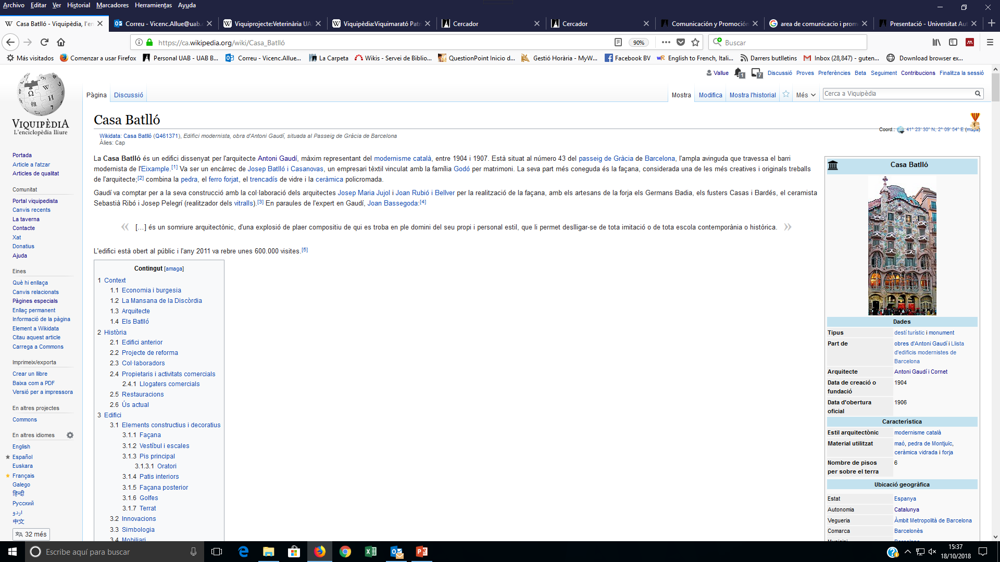 Archivo Editar Ver Historial Marcadores Herramientas Ayuda
Casa Batlló - Viquipèdia, l'en
Correu - Vicenc.Allue@uab.
Viquiprojecte:Veterinària UA
Viquipèdia:Viquimarató Patr
Cercador
Cercador
Comunicación y Promoción
area de comunicacio i prom
Presentació - Universitat Aut
https://ca.wikipedia.org/wiki/Casa_Batlló
90%
Buscar
Más visitados
Comenzar a usar Firefox
Personal UAB - UAB B...
Correu - Vicenc.Allue...
La Carpeta
Wikis - Servei de Biblio...
QuestionPoint Inicio d...
Gestió Horària - MyW...
Facebook BV
English to French, Itali...
Darrers butlletins
Inbox (28,847) - guten...
Download browser ex...
Vallue 1 7 Discussió Proves Preferències Beta Seguiment Contribucions Finalitza la sessió
Pàgina Discussió
Mostra Modifica Mostra l'historial Més
Cerca a Viquipèdia
VIQUIPÈDIA
L'enciclopèdia lliure
Portada
Article a l'atzar
Articles de qualitat
Comunitat
Portal viquipedista
Canvis recents
La taverna
Contacte
Xat
Donatius
Ajuda
Eines
Què hi enllaça
Canvis relacionats
Pàgines especials
Enllaç permanent
Informació de la pàgina
Element a Wikidata
Citau aquest article
Carrega a Commons
Imprimeix/exporta
Crear un llibre
Baixa com a PDF
Versió per a impressora
En altres projectes
Commons
En altres idiomes
English
Español
Euskara
Français
Galego
हिन्दी
Русский
اردو
中文
32 més
Casa Batlló
Coord.: 41° 23′ 30″ N, 2° 09′ 54″ E (mapa)
Wikidata: Casa Batlló (Q461371), Edifici modernista, obra d'Antoni Gaudí, situada al Passeig de Gràcia de Barcelona
Àlies: Cap
La Casa Batlló és un edifici dissenyat per l'arquitecte Antoni Gaudí, màxim representant del modernisme català, entre 1904 i 1907. Està situat al número 43 del passeig de Gràcia de Barcelona, l'ampla avinguda que travessa el barri
modernista de l'Eixample.[1] Va ser un encàrrec de Josep Batlló i Casanovas, un empresari tèxtil vinculat amb la família Godó per matrimoni. La seva part més coneguda és la façana, considerada una de les més creatives i originals treballs
de l'arquitecte;[2] combina la pedra, el ferro forjat, el trencadís de vidre i la ceràmica policromada.
Gaudí va comptar per a la seva construcció amb la col·laboració dels arquitectes Josep Maria Jujol i Joan Rubió i Bellver per la realització de la façana, amb els artesans de la forja els Germans Badia, els fusters Casas i Bardés, el ceramista
Sebastià Ribó i Josep Pelegrí (realitzador dels vitralls).[3] En paraules de l'expert en Gaudí, Joan Bassegoda:[4]
« […] és un somriure arquitectònic, d'una explosió de plaer compositiu de qui es troba en ple domini del seu propi i personal estil, que li permet deslligar-se de tota imitació o de tota escola contemporània o històrica. »
L'edifici està obert al públic i l'any 2011 va rebre unes 600.000 visites.[5]
Contingut [amaga]
1 Context
1.1 Economia i burgesia
1.2 La Mansana de la Discòrdia
1.3 Arquitecte
1.4 Els Batlló
2 Història
2.1 Edifici anterior
2.2 Projecte de reforma
2.3 Col·laboradors
2.4 Propietaris i activitats comercials
2.4.1 Llogaters comercials
2.5 Restauracions
2.6 Ús actual
3 Edifici
3.1 Elements constructius i decoratius
3.1.1 Façana
3.1.2 Vestíbul i escales
3.1.3 Pis principal
3.1.3.1 Oratori
3.1.4 Patis interiors
3.1.5 Façana posterior
3.1.6 Golfes
3.1.7 Terrat
3.2 Innovacions
3.3 Simbologia
3.4 Mobiliari
Casa Batlló
Dades
Tipus destí turístic i monument
Part de obres d'Antoni Gaudí i Llista
d'edificis modernistes de
Barcelona
Arquitecte Antoni Gaudí i Cornet
Data de creació o 1904
fundació
Data d'obertura 1906
oficial
Característica
Estil arquitectònic modernisme català
Material utilitzat maó, pedra de Montjuïc,
ceràmica vidrada i forja
Nombre de pisos 6
per sobre el terra
Ubicació geogràfica
Estat Espanya
Autonomia Catalunya
Vegueria Àmbit Metropolità de Barcelona
Comarca Barcelonès
Municipi Barcelona
Escribe aquí para buscar
15:37
18/10/2018